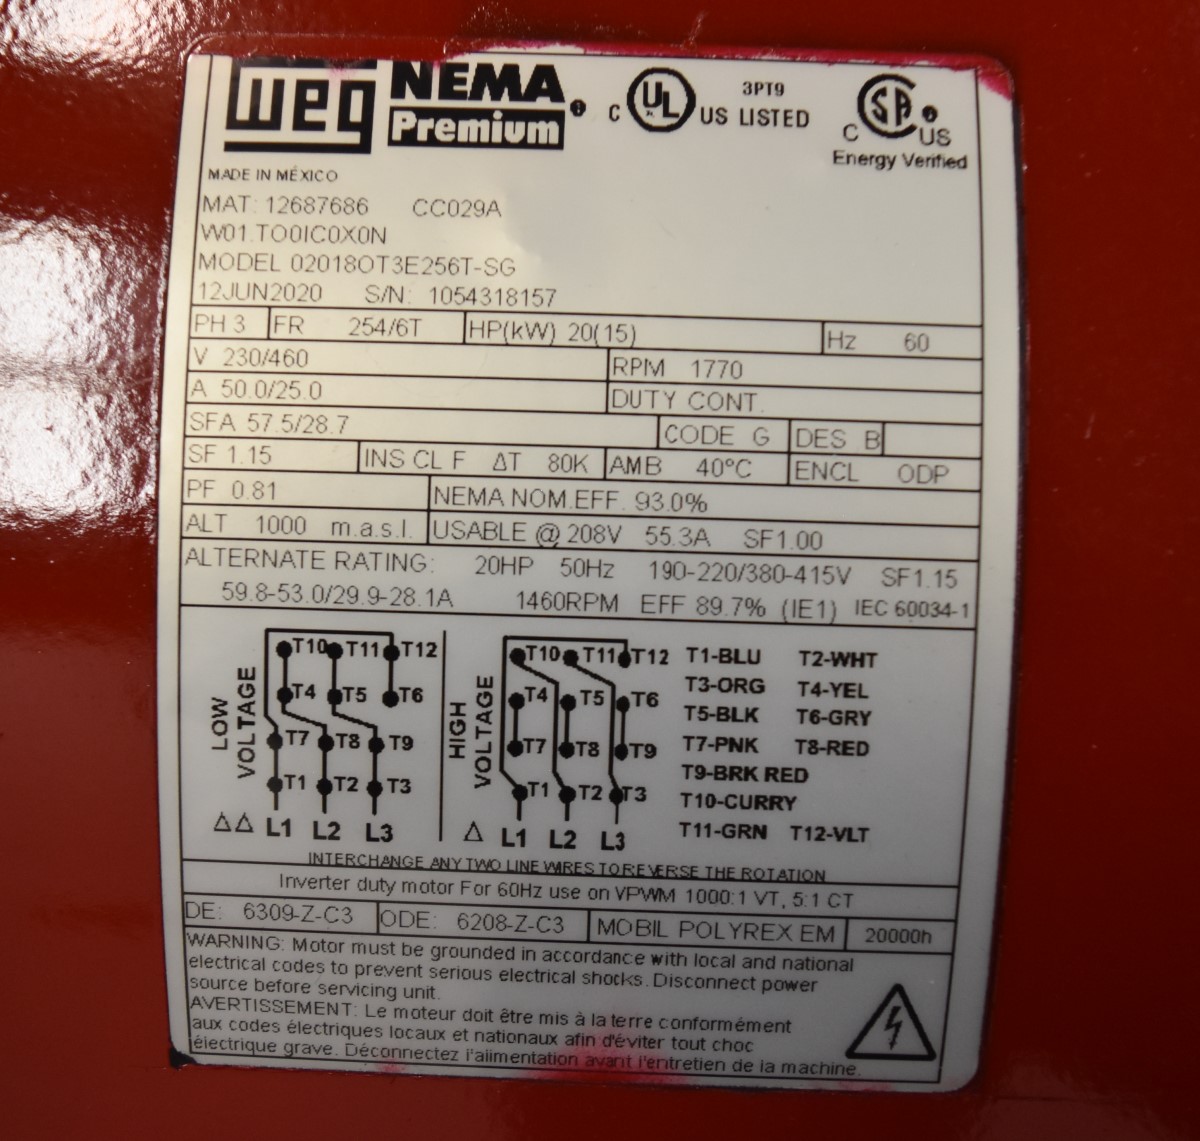 weg NEMA Premium
C UL US LISTED 3PT9
C SA US
Energy Verified
MADE IN MÉXICO
MAT: 12687686 CC029A
W01.TO0IC0X0N
MODEL 02018OT3E256T-SG
12JUN2020 S/N: 1054318157
PH 3 FR 254/6T HP(kW) 20(15) Hz 60
V 230/460 RPM 1770
A 50.0/25.0 DUTY CONT.
SFA 57.5/28.7 CODE G DES B
SF 1.15 INS CL F ΔT 80K AMB 40°C ENCL ODP
PF 0.81 NEMA NOM.EFF. 93.0%
ALT 1000 m.a.s.l. USABLE @ 208V 55.3A SF1.00
ALTERNATE RATING: 20HP 50Hz 190-220/380-415V SF1.15
59.8-53.0/29.9-28.1A 1460RPM EFF 89.7% (IE1) IEC 60034-1
LOW VOLTAGE
T10 T11 T12
T4 T5 T6
T7 T8 T9
T1 T2 T3
ΔΔ L1 L2 L3
HIGH VOLTAGE
T10 T11 T12
T4 T5 T6
T7 T8 T9
T1 T2 T3
Δ L1 L2 L3
T1-BLU T2-WHT
T3-ORG T4-YEL
T5-BLK T6-GRY
T7-PNK T8-RED
T9-BRK RED
T10-CURRY
T11-GRN T12-VLT
INTERCHANGE ANY TWO LINE WIRES TO REVERSE THE ROTATION
Inverter duty motor For 60Hz use on VPWM 1000:1 VT, 5:1 CT
DE: 6309-Z-C3 ODE: 6208-Z-C3 MOBIL POLYREX EM 20000h
WARNING: Motor must be grounded in accordance with local and national
electrical codes to prevent serious electrical shocks. Disconnect power
source before servicing unit.
AVERTISSEMENT: Le moteur doit être mis à la terre conformément
aux codes électriques locaux et nationaux afin d'éviter tout choc
électrique grave. Déconnectez l'alimentation avant l'entretien de la machine.